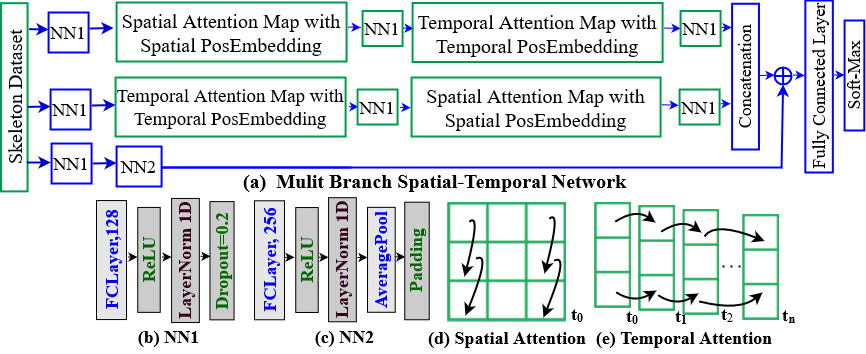 Skeleton Dataset
NN1
Spatial Attention Map with
Spatial PosEmbedding
NN1
Temporal Attention Map with
Temporal PosEmbedding
NN1
NN1
Temporal Attention Map with
Temporal PosEmbedding
NN1
Spatial Attention Map with
Spatial PosEmbedding
NN1
NN1
NN2
Concatenation
Fully Connected Layer
Soft-Max
(a) Mulit Branch Spatial-Temporal Network
FCLayer,128
ReLU
LayerNorm 1D
Dropout=0.2
(b) NN1
FCLayer, 256
ReLU
LayerNorm 1D
AveragePool
Padding
(c) NN2
t0
(d) Spatial Attention
...
t0
t1
t2
tn
(e) Temporal Attention